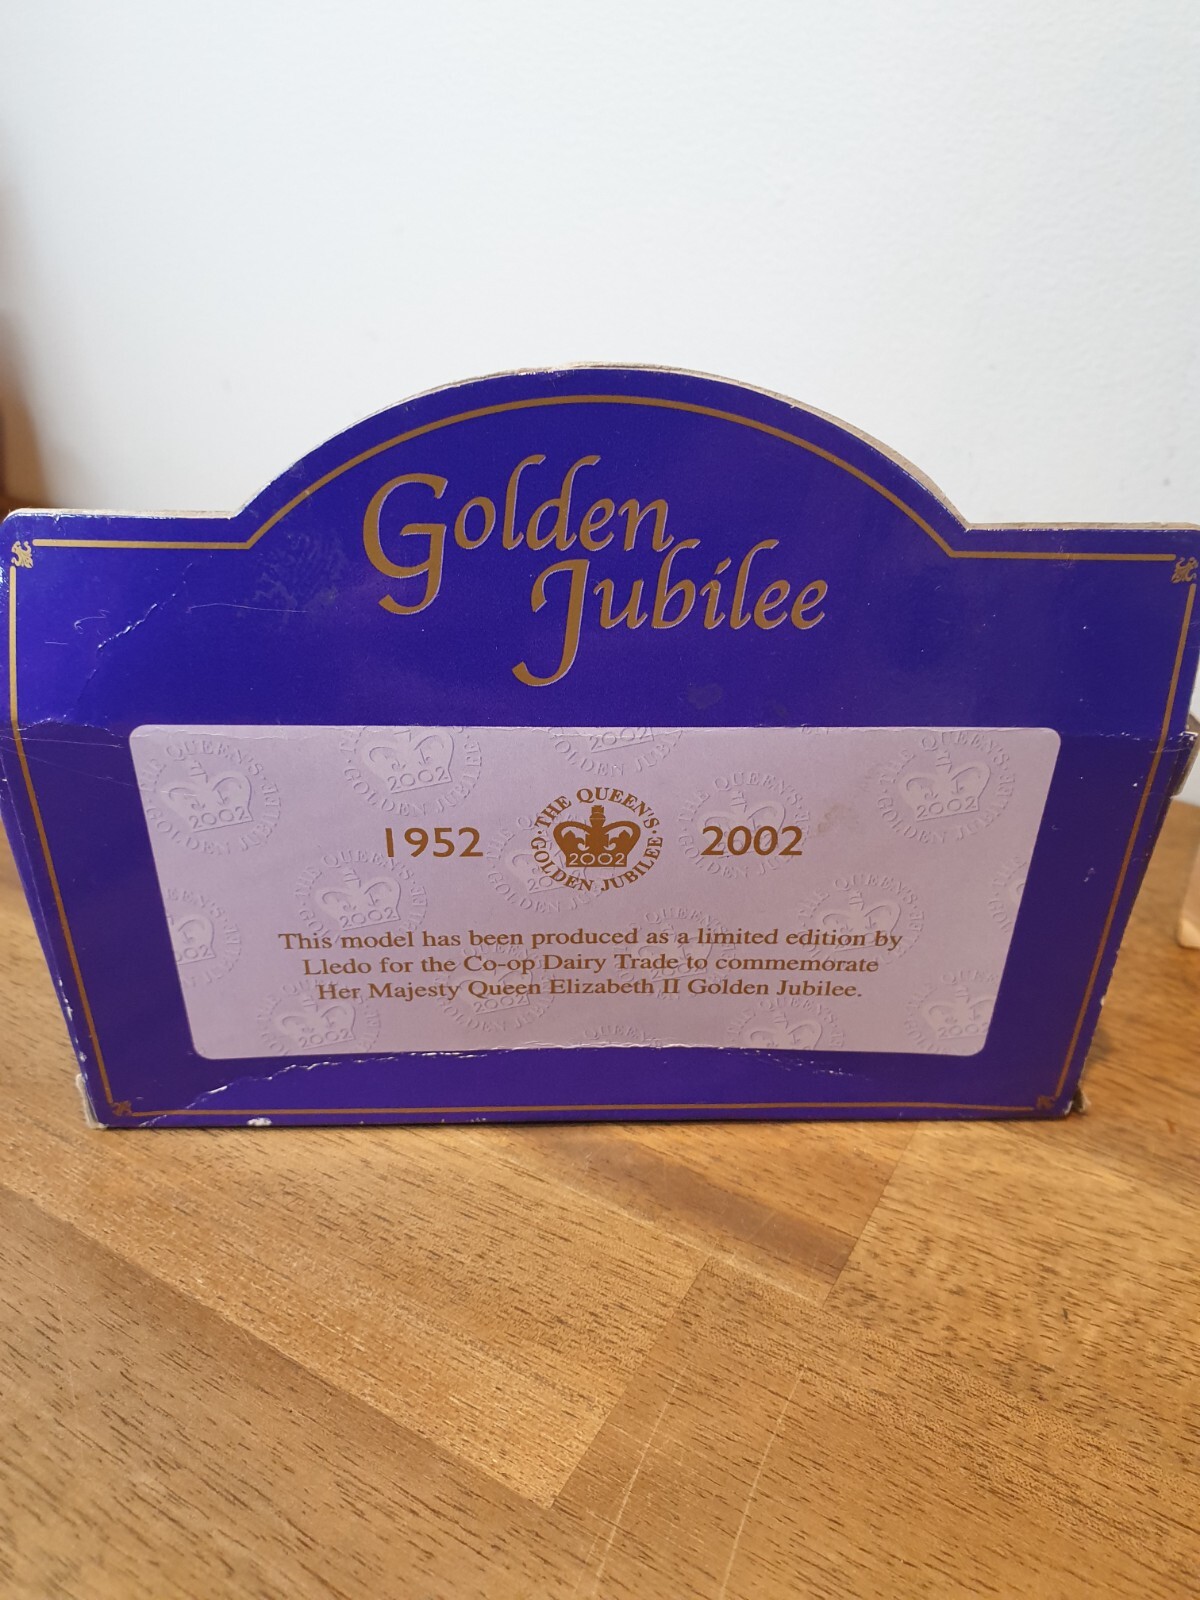 Golden
Jubilee
1952
THE QUEEN'S
2002
GOLDEN JUBILEE
2002
This model has been produced as a limited edition by
Lledo for the Co-op Dairy Trade to commemorate
Her Majesty Queen Elizabeth II Golden Jubilee.